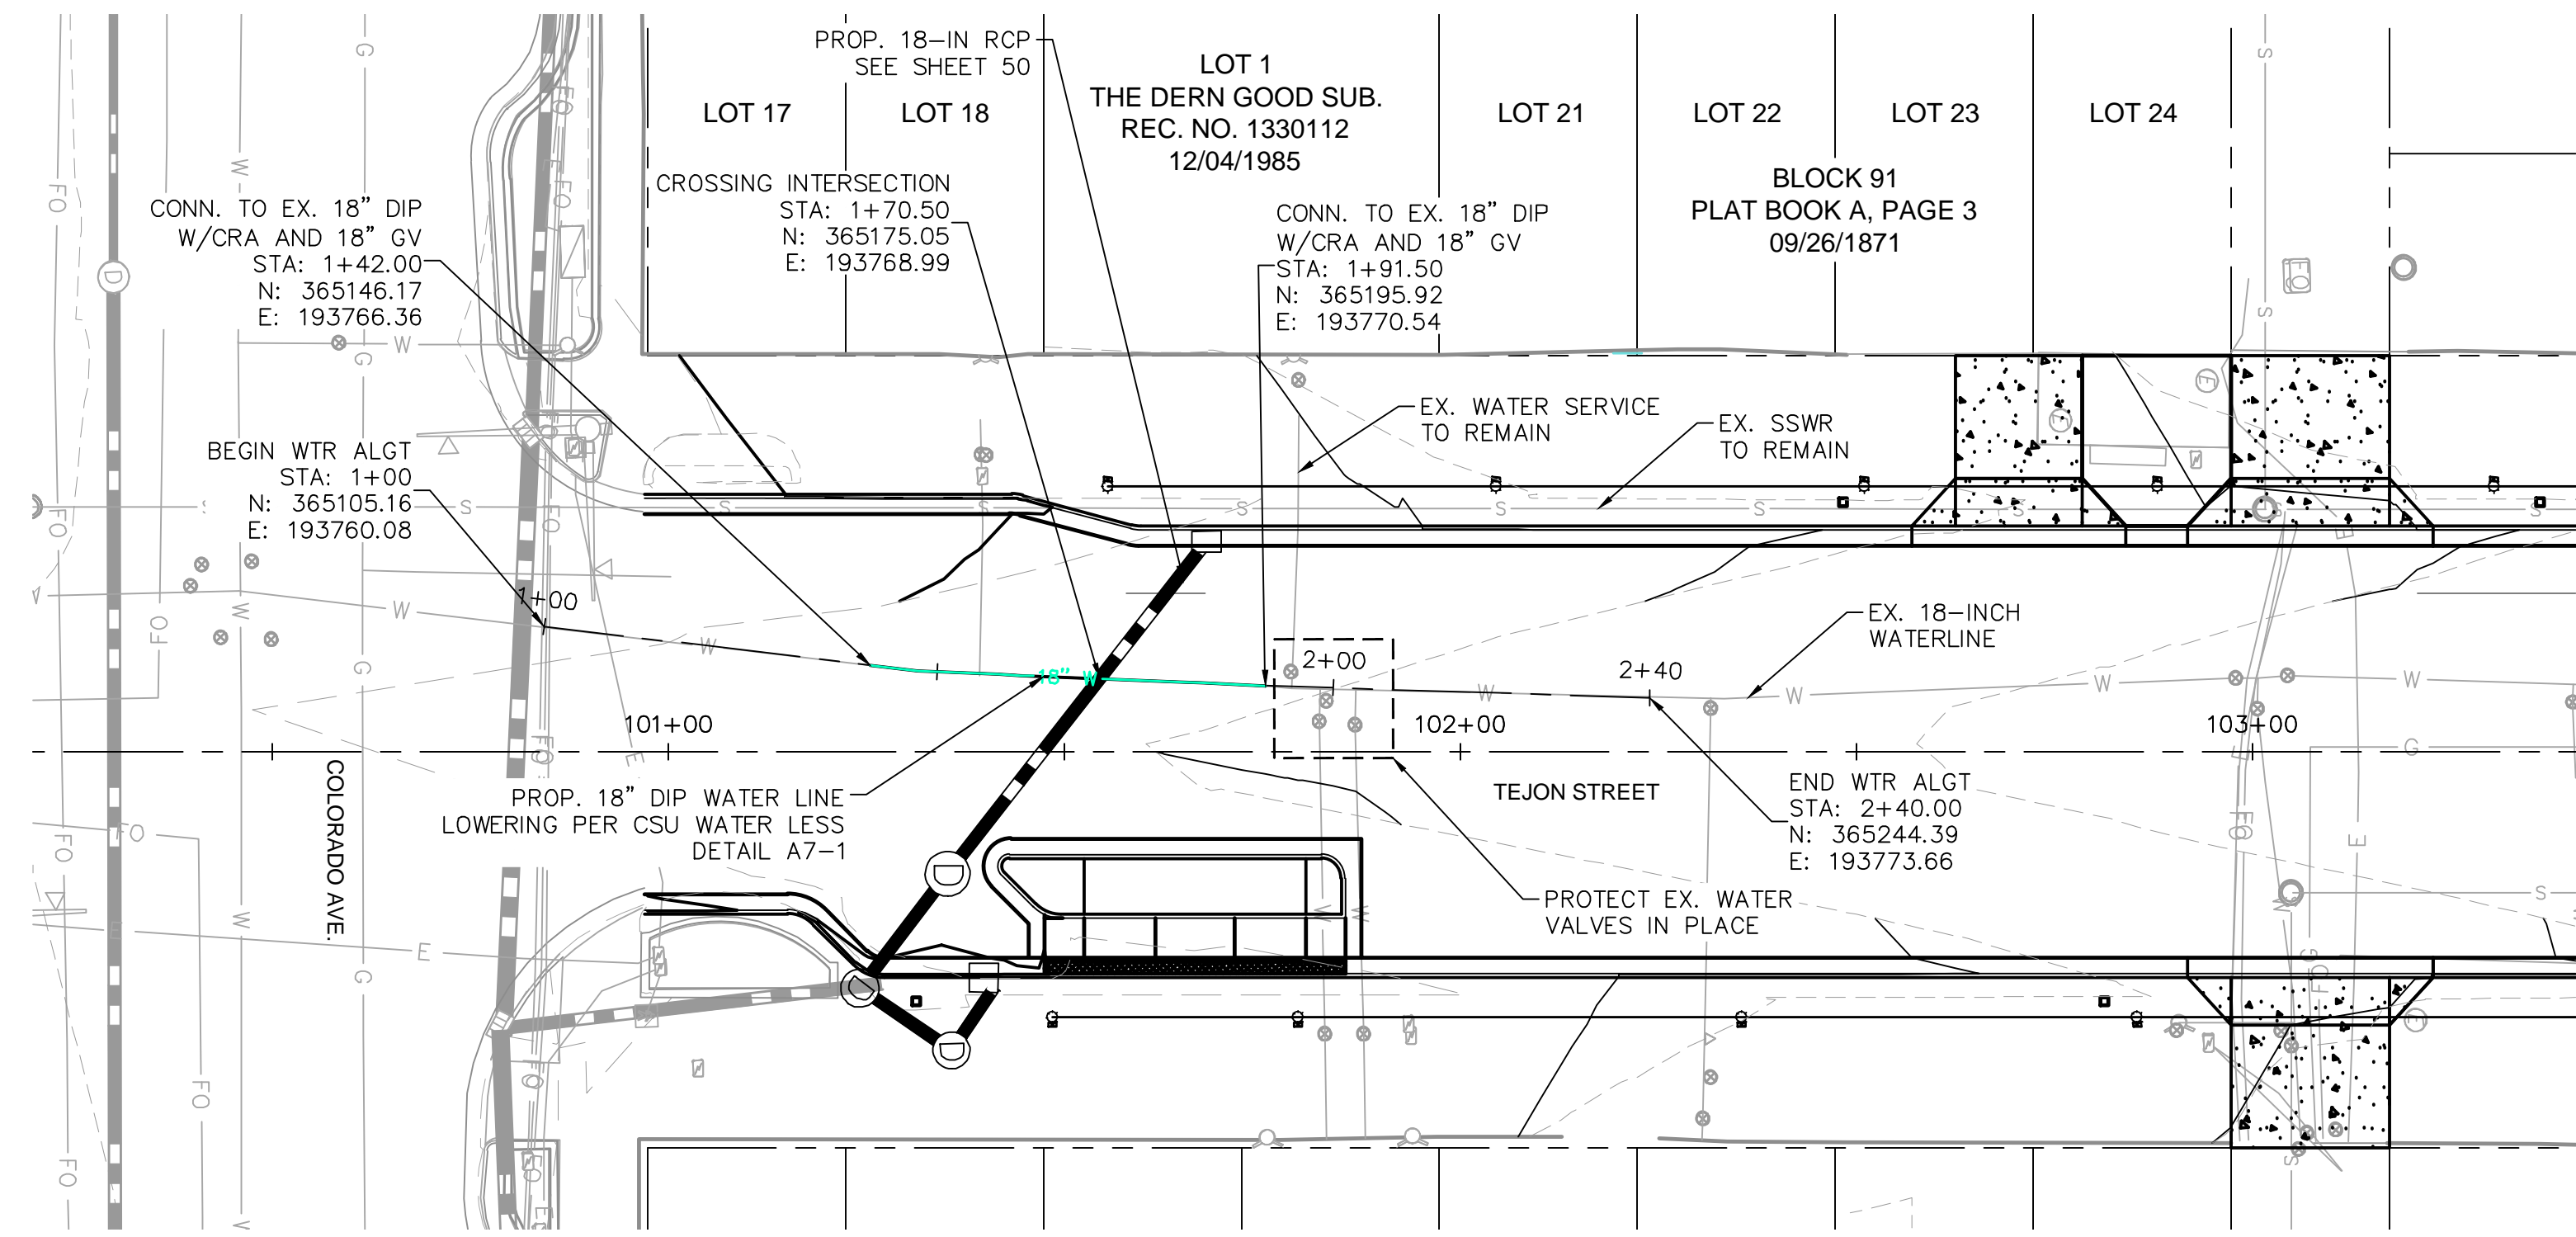 PROP. 18-IN RCP
SEE SHEET 50
LOT 17
LOT 18
LOT 1
THE DERN GOOD SUB.
REC. NO. 1330112
12/04/1985
LOT 21
LOT 22
LOT 23
LOT 24
BLOCK 91
PLAT BOOK A, PAGE 3
09/26/1871
CONN. TO EX. 18” DIP
W/CRA AND 18” GV
STA: 1+42.00
N: 365146.17
E: 193766.36
CROSSING INTERSECTION
STA: 1+70.50
N: 365175.05
E: 193768.99
CONN. TO EX. 18” DIP
W/CRA AND 18” GV
STA: 1+91.50
N: 365195.92
E: 193770.54
BEGIN WTR ALGT
STA: 1+00
N: 365105.16
E: 193760.08
EX. WATER SERVICE
TO REMAIN
EX. SSWR
TO REMAIN
1+00
18” W
2+00
2+40
EX. 18-INCH
WATERLINE
101+00
102+00
103+00
COLORADO AVE.
TEJON STREET
PROP. 18” DIP WATER LINE
LOWERING PER CSU WATER LESS
DETAIL A7-1
END WTR ALGT
STA: 2+40.00
N: 365244.39
E: 193773.66
PROTECT EX. WATER
VALVES IN PLACE